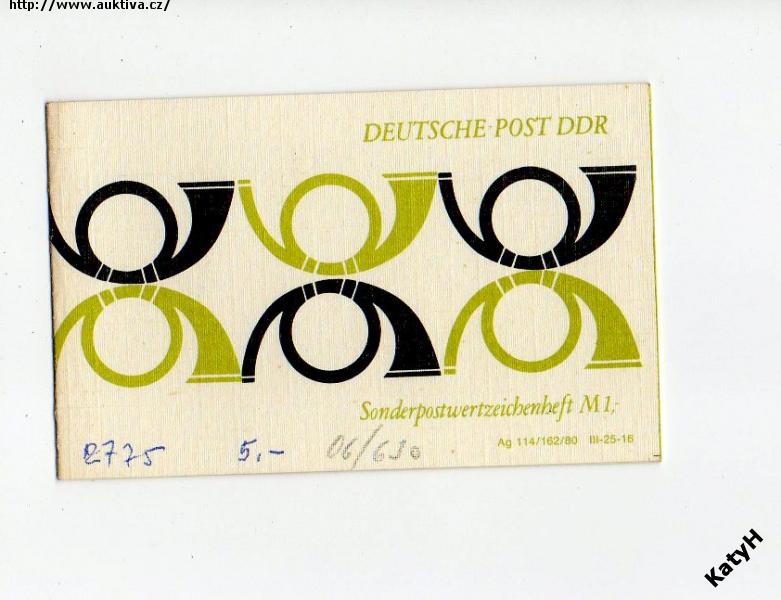 http://www.auktiva.cz/
DEUTSCHE POST DDR
Sonderpostwertzeichenheft M 1,-
Ag 114/162/80 III-25-16
2775 5,- 06/630
KatyH